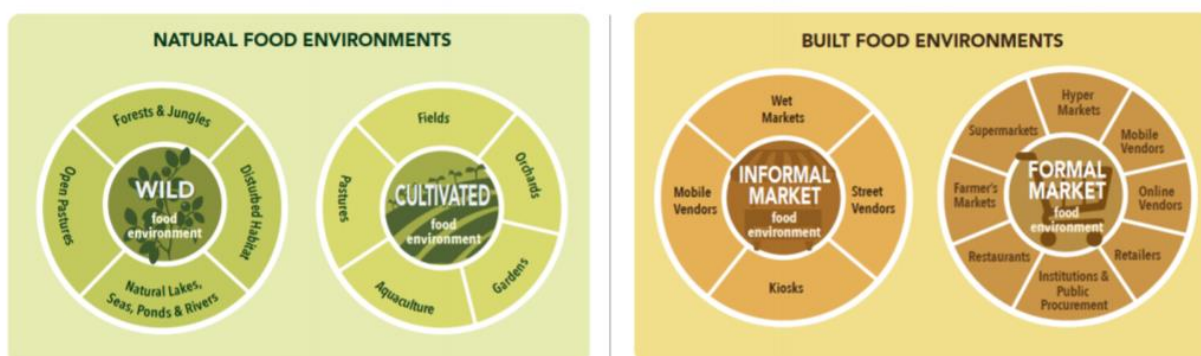 NATURAL FOOD ENVIRONMENTS
Forests & Jungles
Open Pastures
Disturbed Habitat
Natural Lakes,
Seas, Ponds & Rivers
WILD
food
environment
Fields
Pastures
Orchards
Aquaculture
Gardens
CULTIVATED
food
environment
BUILT FOOD ENVIRONMENTS
Wet
Markets
Mobile
Vendors
Street
Vendors
Kiosks
INFORMAL
MARKET
food
environment
Hyper
Markets
Supermarkets
Mobile
Vendors
Farmer's
Markets
Online
Vendors
Restaurants
Retailers
Institutions &
Public
Procurement
FORMAL
MARKET
food
environment